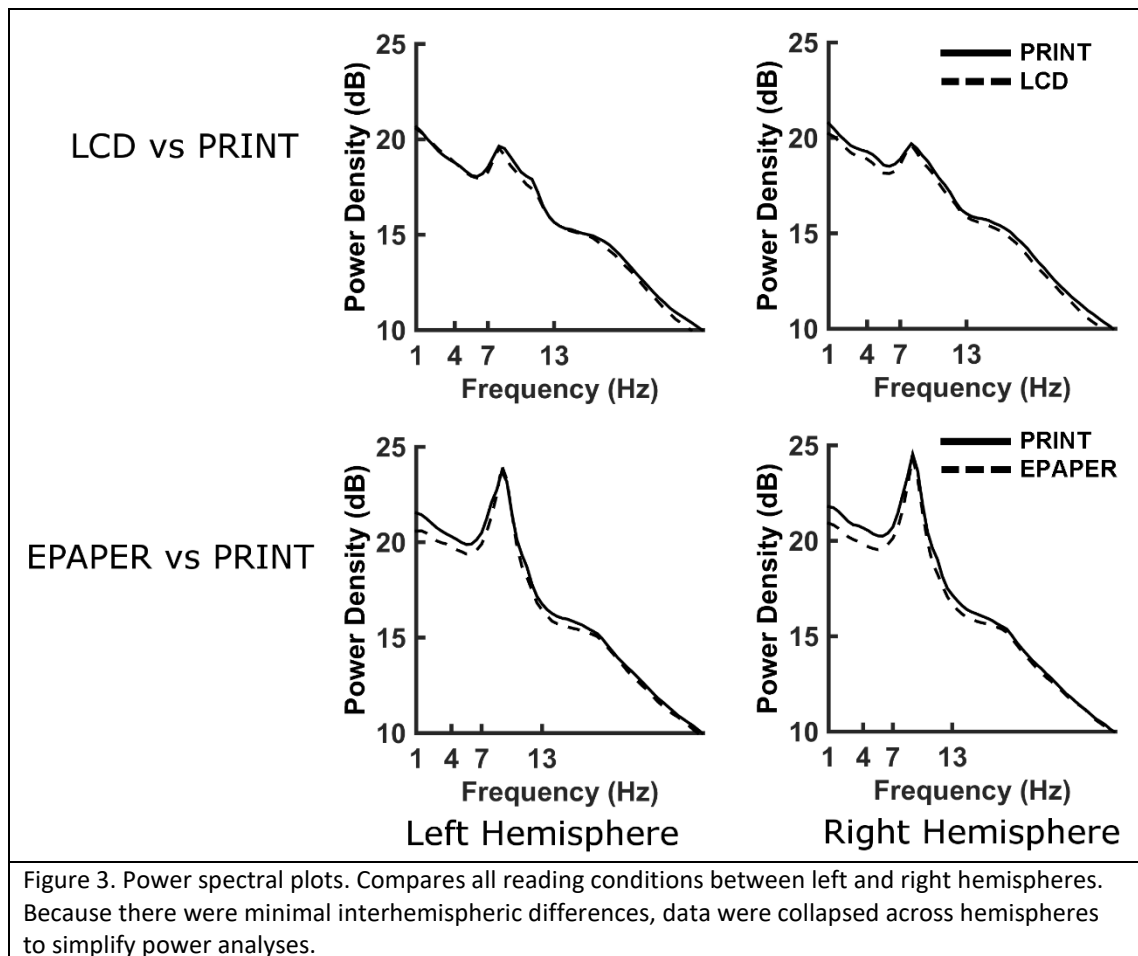 LCD vs PRINT
25
20
15
10
Power Density (dB)
1 4 7 13
Frequency (Hz)
25
20
15
10
Power Density (dB)
1 4 7 13
Frequency (Hz)
PRINT
LCD
EPAPER vs PRINT
25
20
15
10
Power Density (dB)
1 4 7 13
Frequency (Hz)
Left Hemisphere
25
20
15
10
Power Density (dB)
1 4 7 13
Frequency (Hz)
PRINT
EPAPER
Right Hemisphere
Figure 3. Power spectral plots. Compares all reading conditions between left and right hemispheres.
Because there were minimal interhemispheric differences, data were collapsed across hemispheres
to simplify power analyses.